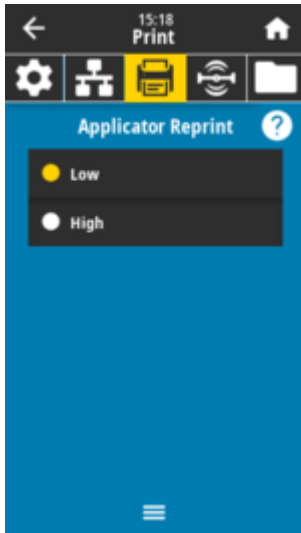 15:18
Print
Applicator Reprint
?
Low
High